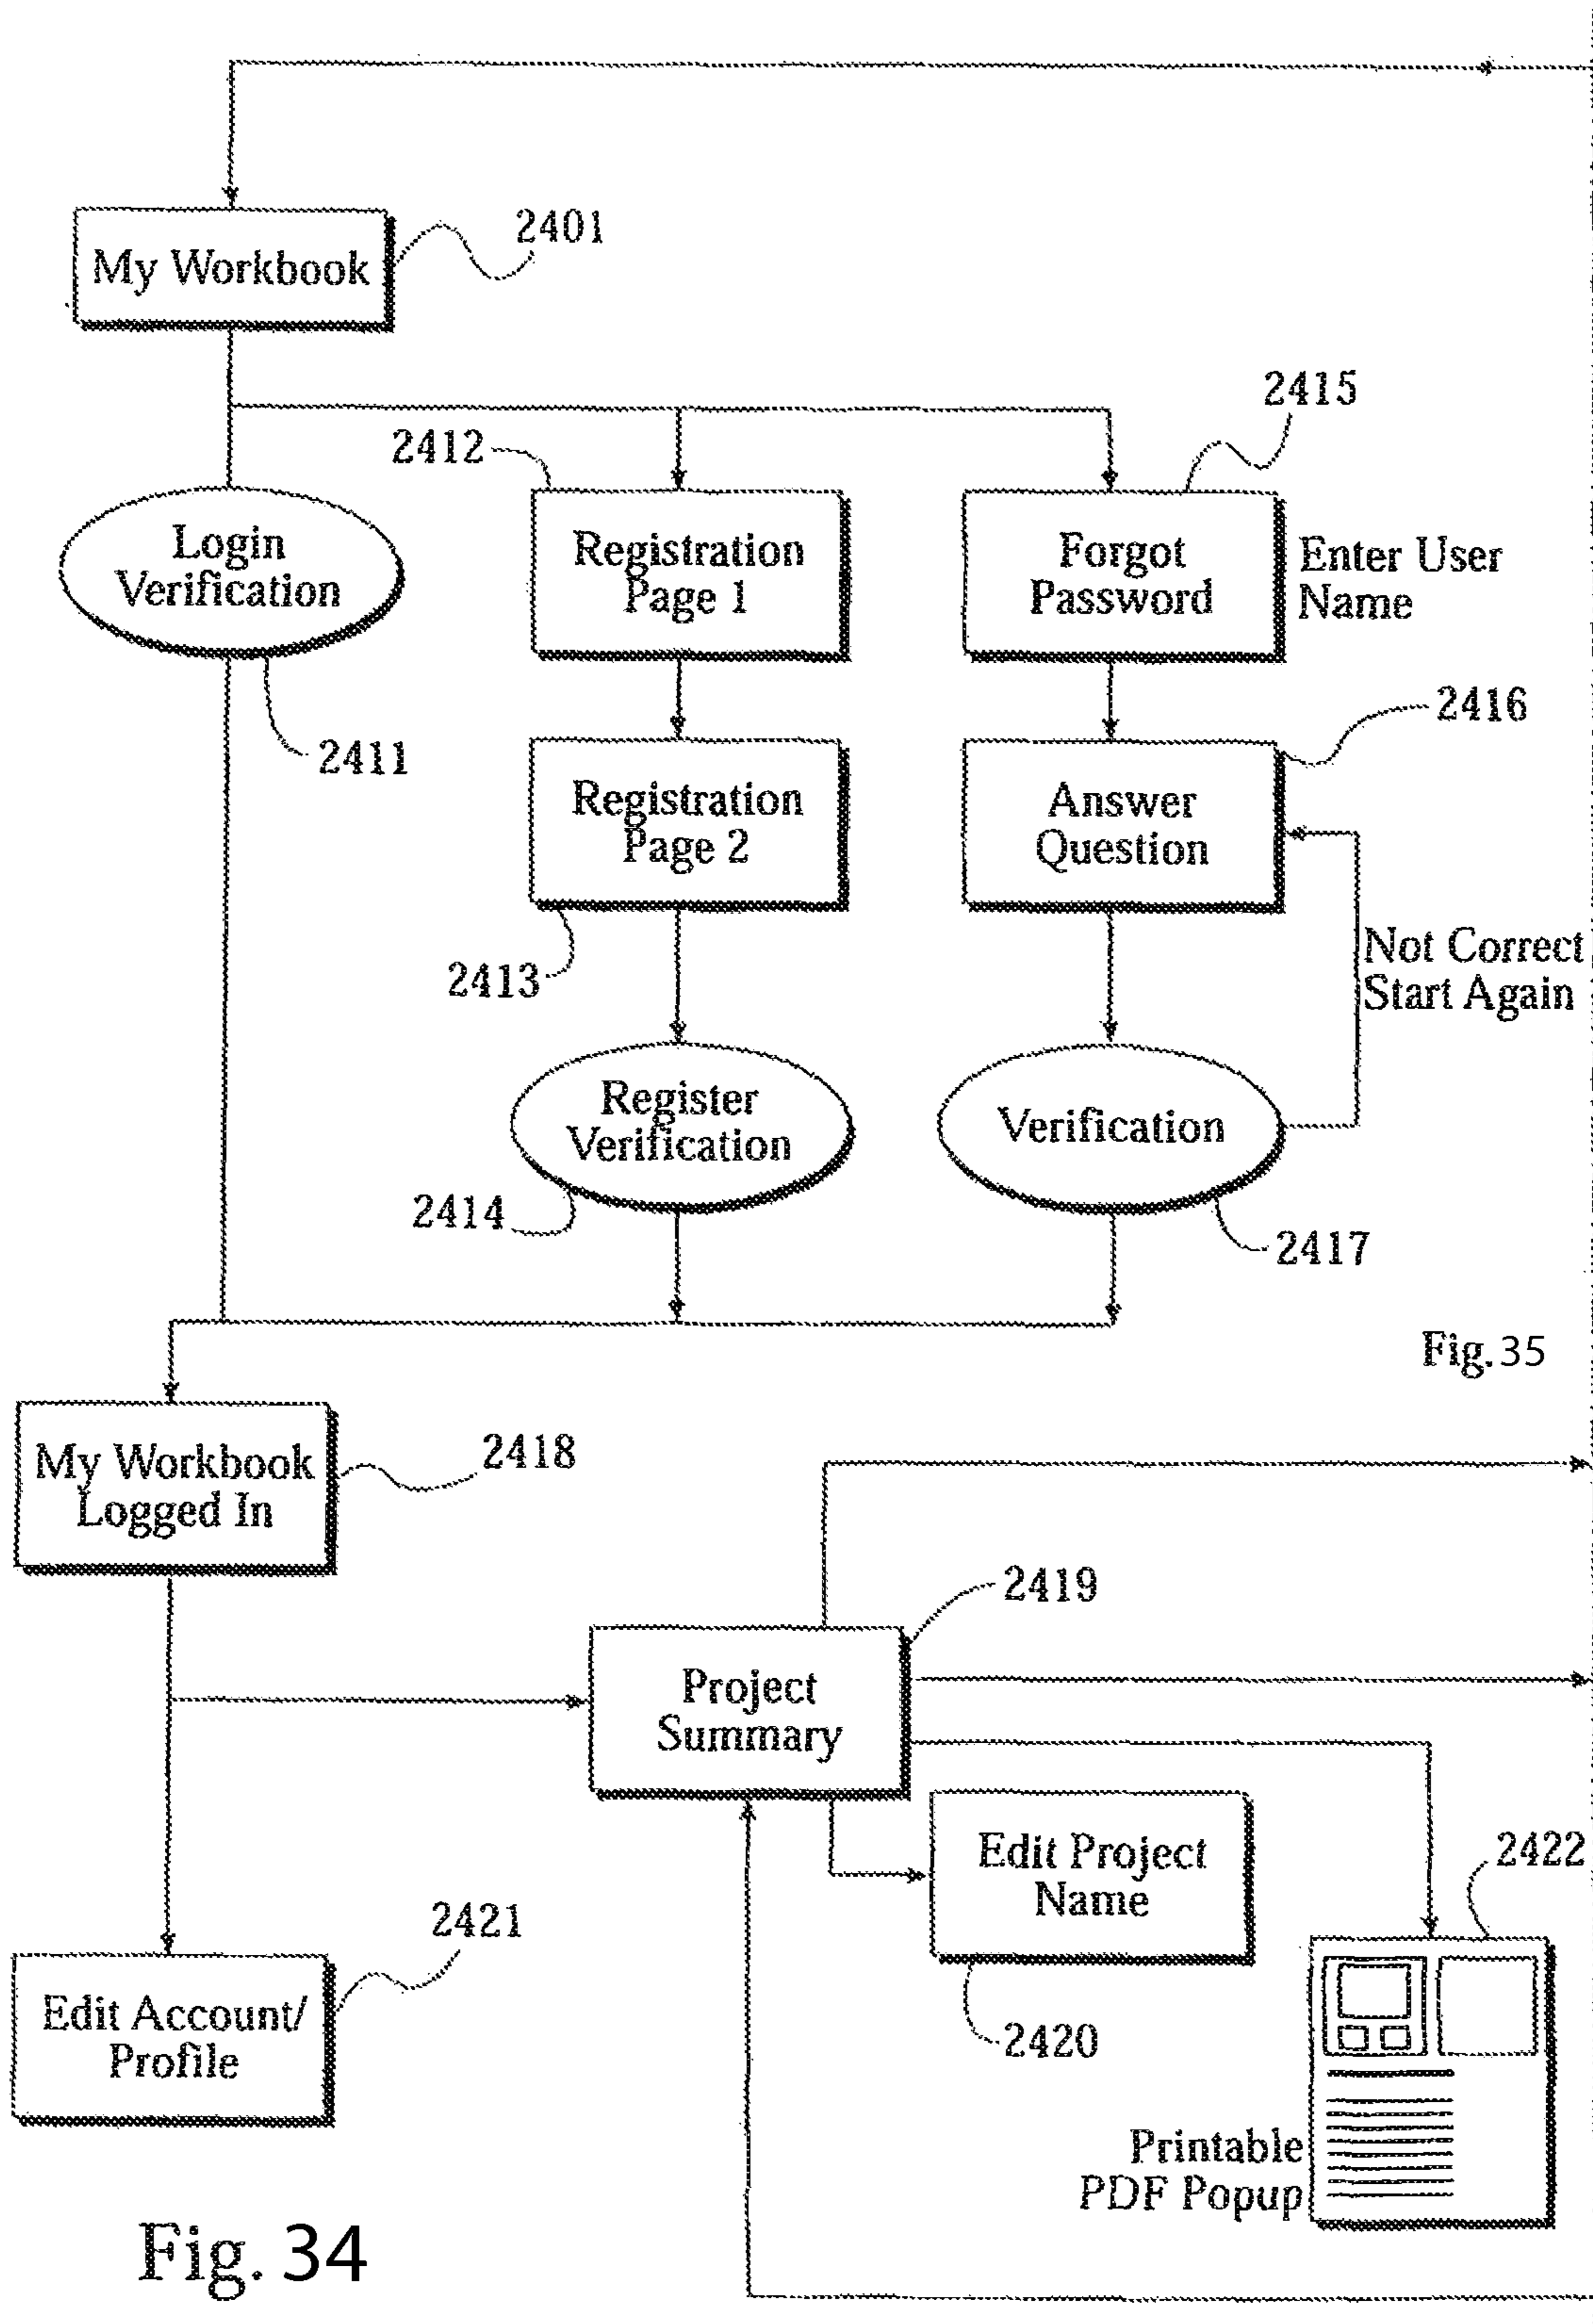 2401
My Workbook
2415
2412
Login
Verification
Registration
Page 1
Forgot
Password
Enter User
Name
2411
2416
Registration
Page 2
Answer
Question
2413
Not Correct
Start Again
Register
Verification
Verification
2414
2417
Fig. 35
My Workbook
Logged In
2418
2419
Project
Summary
Edit Project
Name
2422
2421
2420
Edit Account/
Profile
Printable
PDF Popup
Fig. 34